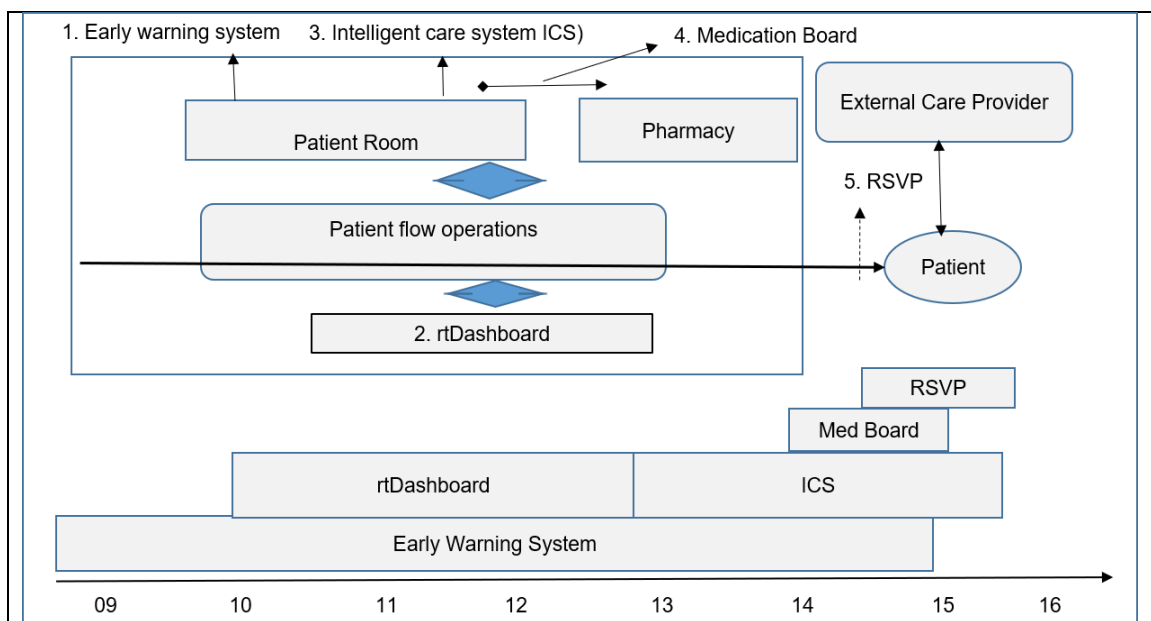 1. Early warning system
3. Intelligent care system ICS)
4. Medication Board
External Care Provider
Patient Room
Pharmacy
5. RSVP
Patient flow operations
Patient
2. rtDashboard
RSVP
Med Board
rtDashboard
ICS
Early Warning System
09
10
11
12
13
14
15
16